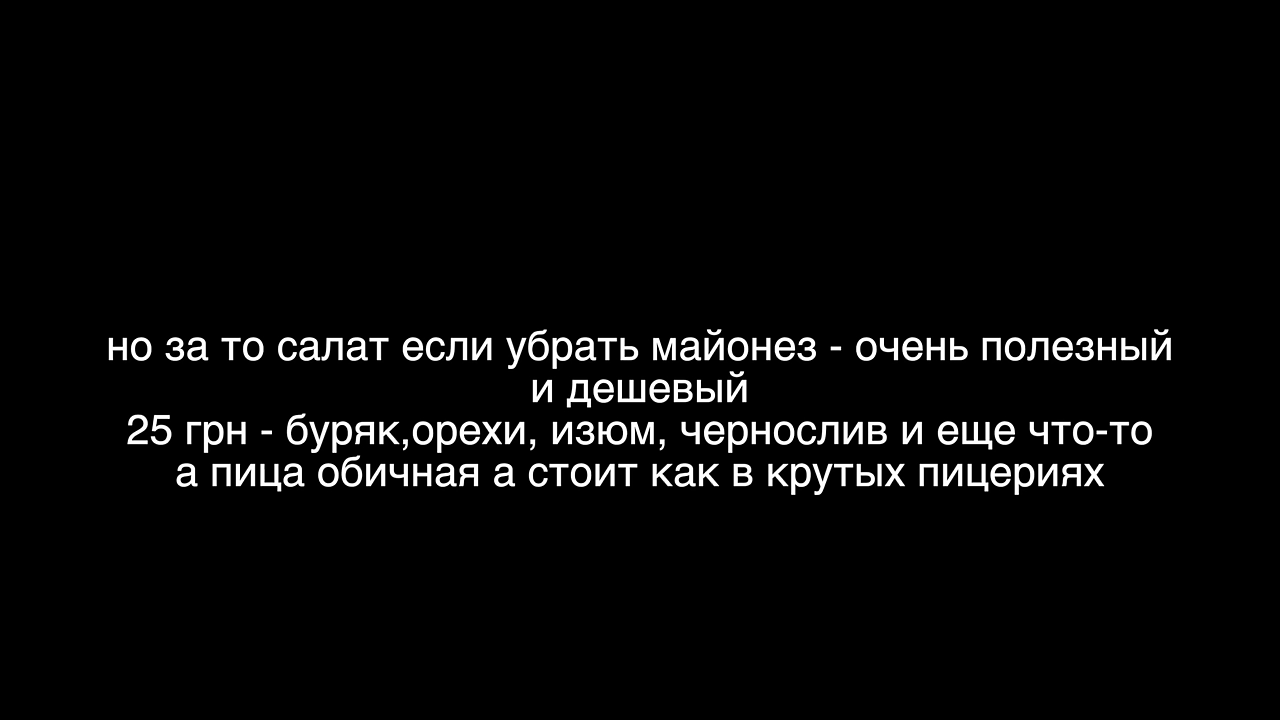 но за то салат если убрать майонез - очень полезный
и дешевый
25 грн - буряк,орехи, изюм, чернослив и еще что-то
а пица обичная а стоит как в крутых пицериях